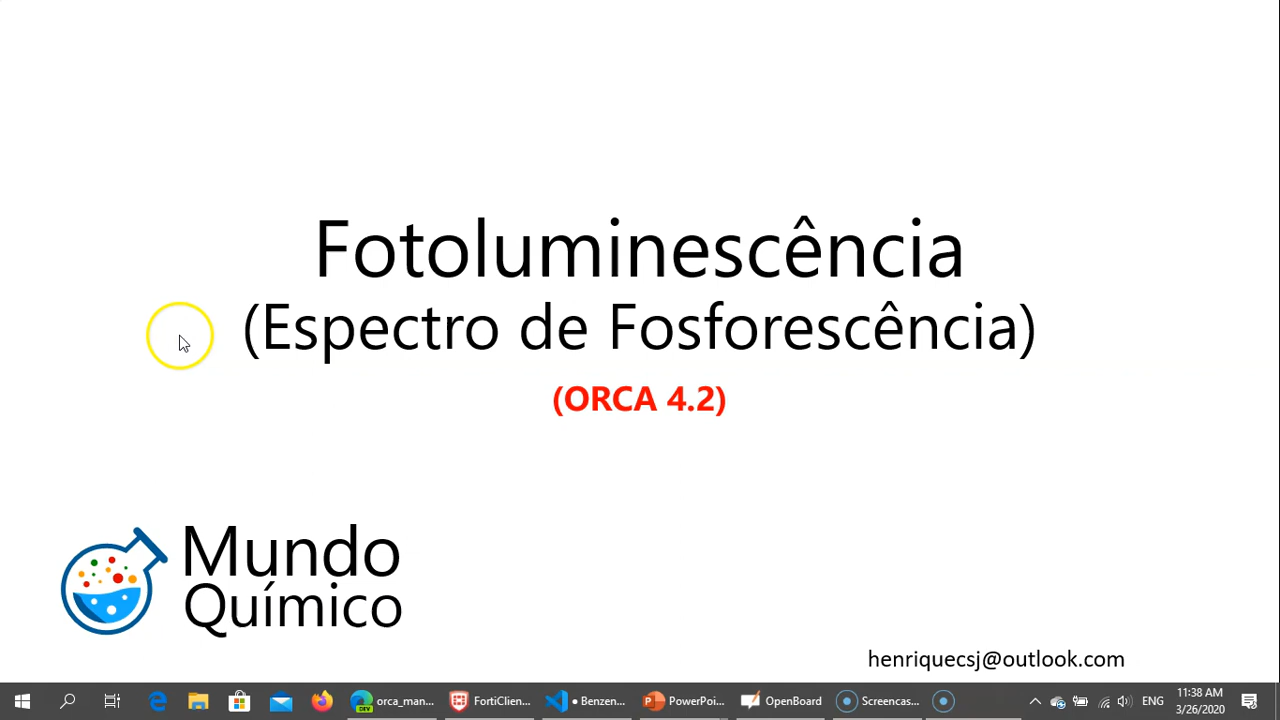 Fotoluminescência
(Espectro de Fosforescência)
(ORCA 4.2)
Mundo
Químico
henriquecsj@outlook.com
DEV
orca_man...
FortiClien...
● Benzen...
PowerPoi...
OpenBoard
Screencas...
ENG
11:38 AM
3/26/2020